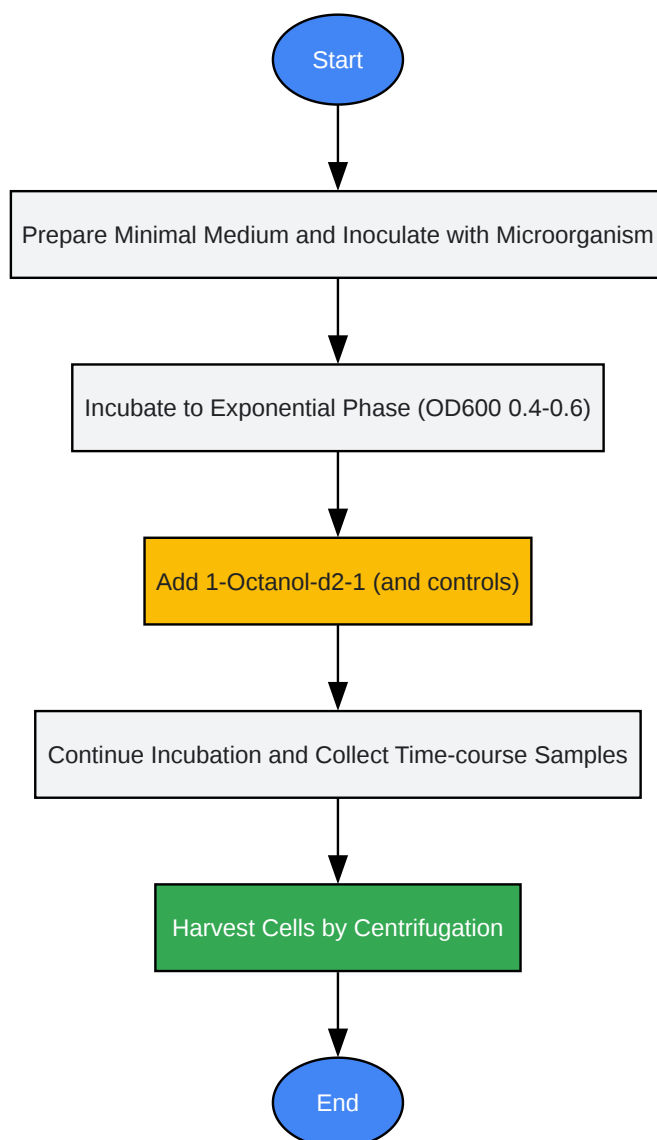 Start
Prepare Minimal Medium and Inoculate with Microorganism
Incubate to Exponential Phase (OD600 0.4-0.6)
Add 1-Octanol-d2-1 (and controls)
Continue Incubation and Collect Time-course Samples
Harvest Cells by Centrifugation
End